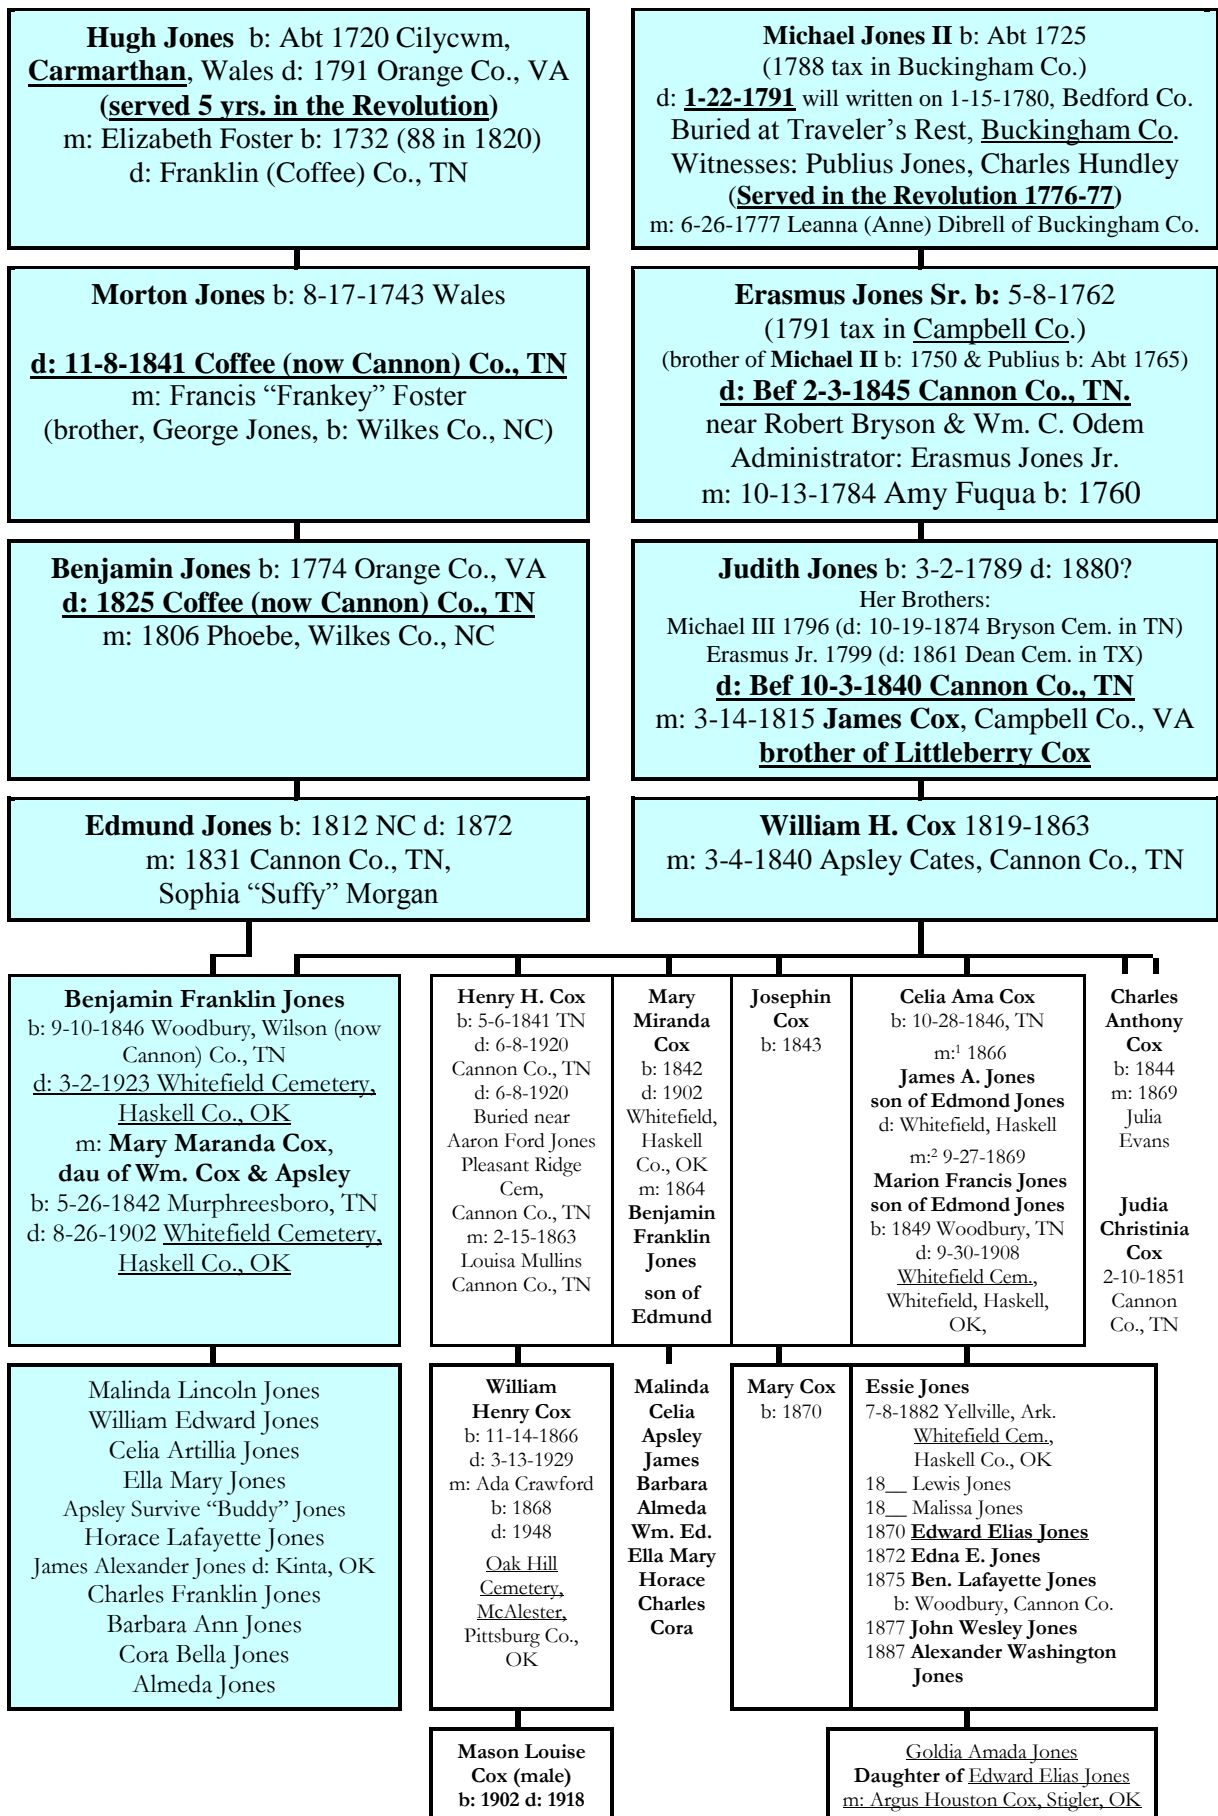 Hugh Jones b: Abt 1720 Cilycwm,
Carmarthan, Wales d: 1791 Orange Co., VA
(served 5 yrs. in the Revolution)
m: Elizabeth Foster b: 1732 (88 in 1820)
d: Franklin (Coffee) Co., TN
Michael Jones II b: Abt 1725
(1788 tax in Buckingham Co.)
d: 1-22-1791 will written on 1-15-1780, Bedford Co.
Buried at Traveler's Rest, Buckingham Co.
Witnesses: Publius Jones, Charles Hundley
(Served in the Revolution 1776-77)
m: 6-26-1777 Leanna (Anne) Dibrell of Buckingham Co.
Morton Jones b: 8-17-1743 Wales
d: 11-8-1841 Coffee (now Cannon) Co., TN
m: Francis “Frankey” Foster
(brother, George Jones, b: Wilkes Co., NC)
Erasmus Jones Sr. b: 5-8-1762
(1791 tax in Campbell Co.)
(brother of Michael II b: 1750 & Publius b: Abt 1765)
d: Bef 2-3-1845 Cannon Co., TN.
near Robert Bryson & Wm. C. Odem
Administrator: Erasmus Jones Jr.
m: 10-13-1784 Amy Fuqua b: 1760
Benjamin Jones b: 1774 Orange Co., VA
d: 1825 Coffee (now Cannon) Co., TN
m: 1806 Phoebe, Wilkes Co., NC
Judith Jones b: 3-2-1789 d: 1880?
Her Brothers:
Michael III 1796 (d: 10-19-1874 Bryson Cem. in TN)
Erasmus Jr. 1799 (d: 1861 Dean Cem. in TX)
d: Bef 10-3-1840 Cannon Co., TN
m: 3-14-1815 James Cox, Campbell Co., VA
brother of Littleberry Cox
Edmund Jones b: 1812 NC d: 1872
m: 1831 Cannon Co., TN,
Sophia “Suffy” Morgan
William H. Cox 1819-1863
m: 3-4-1840 Apsley Cates, Cannon Co., TN
Benjamin Franklin Jones
b: 9-10-1846 Woodbury, Wilson (now
Cannon) Co., TN
d: 3-2-1923 Whitefield Cemetery,
Haskell Co., OK
m: Mary Maranda Cox,
dau of Wm. Cox & Apsley
b: 5-26-1842 Murphreesboro, TN
d: 8-26-1902 Whitefield Cemetery,
Haskell Co., OK
Henry H. Cox
b: 5-6-1841 TN
d: 6-8-1920
Cannon Co., TN
d: 6-8-1920
Buried near
Aaron Ford Jones
Pleasant Ridge
Cem,
Cannon Co., TN
m: 2-15-1863
Louisa Mullins
Cannon Co., TN
Mary
Miranda
Cox
b: 1842
d: 1902
Whitefield,
Haskell
Co., OK
m: 1864
Benjamin
Franklin
Jones
son of
Edmund
Josephin
Cox
b: 1843
Celia Ama Cox
b: 10-28-1846, TN
m:1 1866
James A. Jones
son of Edmond Jones
d: Whitefield, Haskell
m:2 9-27-1869
Marion Francis Jones
son of Edmond Jones
b: 1849 Woodbury, TN
d: 9-30-1908
Whitefield Cem.,
Whitefield, Haskell,
OK,
Charles
Anthony
Cox
b: 1844
m: 1869
Julia
Evans
Judia
Christinia
Cox
2-10-1851
Cannon
Co., TN
Malinda Lincoln Jones
William Edward Jones
Celia Artillia Jones
Ella Mary Jones
Apsley Survive “Buddy” Jones
Horace Lafayette Jones
James Alexander Jones d: Kinta, OK
Charles Franklin Jones
Barbara Ann Jones
Cora Bella Jones
Almeda Jones
William
Henry Cox
b: 11-14-1866
d: 3-13-1929
m: Ada Crawford
b: 1868
d: 1948
Oak Hill
Cemetery,
McAlester,
Pittsburg Co.,
OK
Malinda
Celia
Apsley
James
Barbara
Almeda
Wm. Ed.
Ella Mary
Horace
Charles
Cora
Mary Cox
b: 1870
Essie Jones
7-8-1882 Yellville, Ark.
Whitefield Cem.,
Haskell Co., OK
18__ Lewis Jones
18__ Malissa Jones
1870 Edward Elias Jones
1872 Edna E. Jones
1875 Ben. Lafayette Jones
b: Woodbury, Cannon Co.
1877 John Wesley Jones
1887 Alexander Washington
Jones
Mason Louise
Cox (male)
b: 1902 d: 1918
Goldia Amada Jones
Daughter of Edward Elias Jones
m: Argus Houston Cox, Stigler, OK